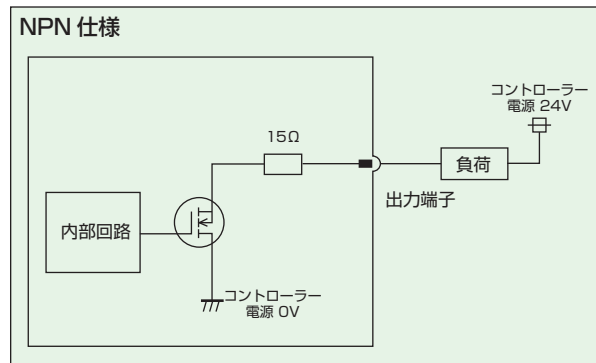 NPN 仕様
コントローラー
電源 24V
15Ω
負荷
出力端子
内部回路
コントローラー
電源 0V